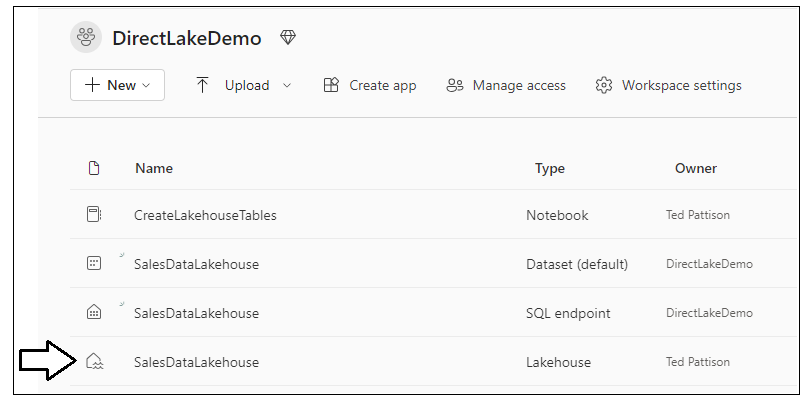 DirectLakeDemo
New Upload Create app Manage access Workspace settings
Name Type Owner
CreateLakehouseTables Notebook Ted Pattison
SalesDataLakehouse Dataset (default) DirectLakeDemo
SalesDataLakehouse SQL endpoint DirectLakeDemo
SalesDataLakehouse Lakehouse Ted Pattison